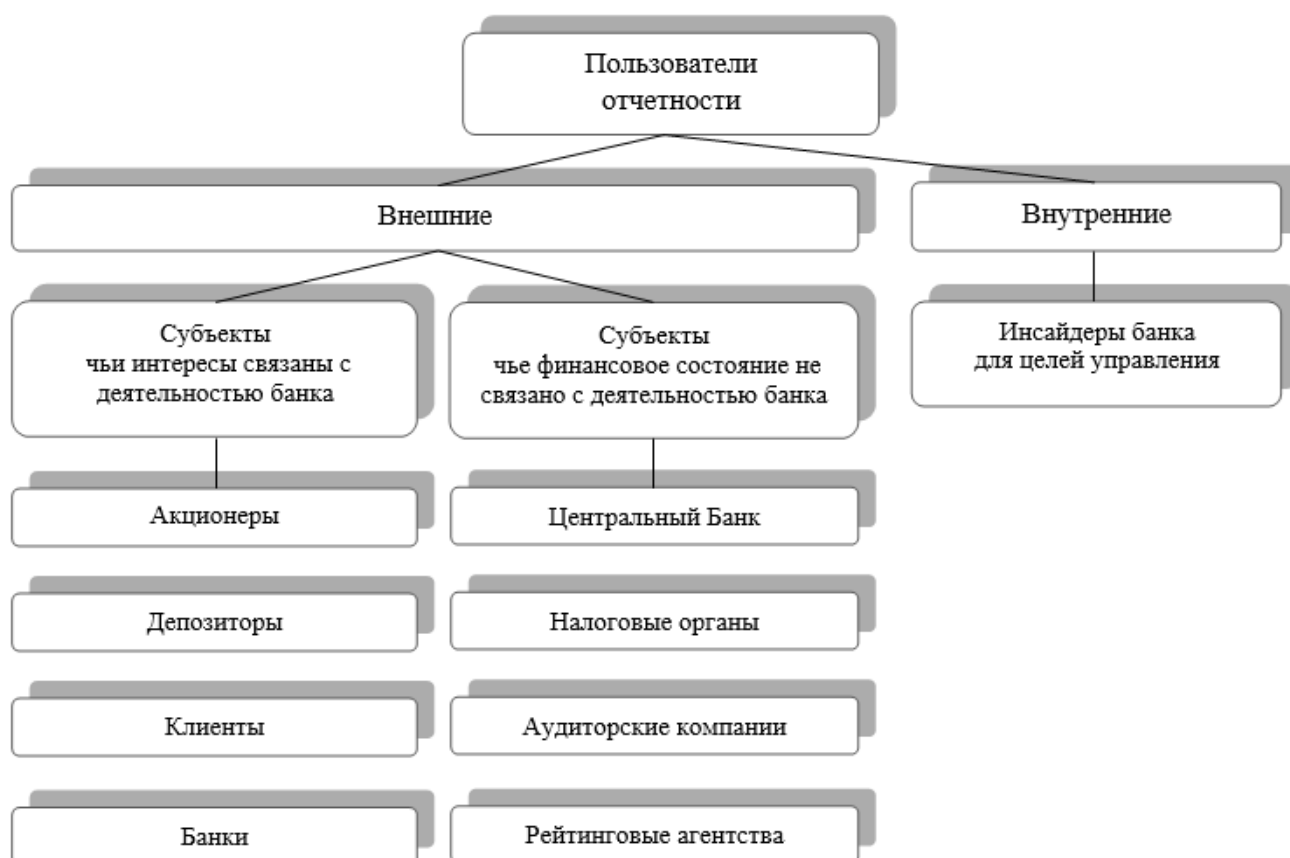 Пользователи
отчетности
Внешние
Внутренние
Субъекты
чьи интересы связаны с
деятельностью банка
Субъекты
чье финансовое состояние не
связано с деятельностью банка
Инсайдеры банка
для целей управления
Акционеры
Центральный Банк
Депозиторы
Налоговые органы
Клиенты
Аудиторские компании
Банки
Рейтинговые агентства